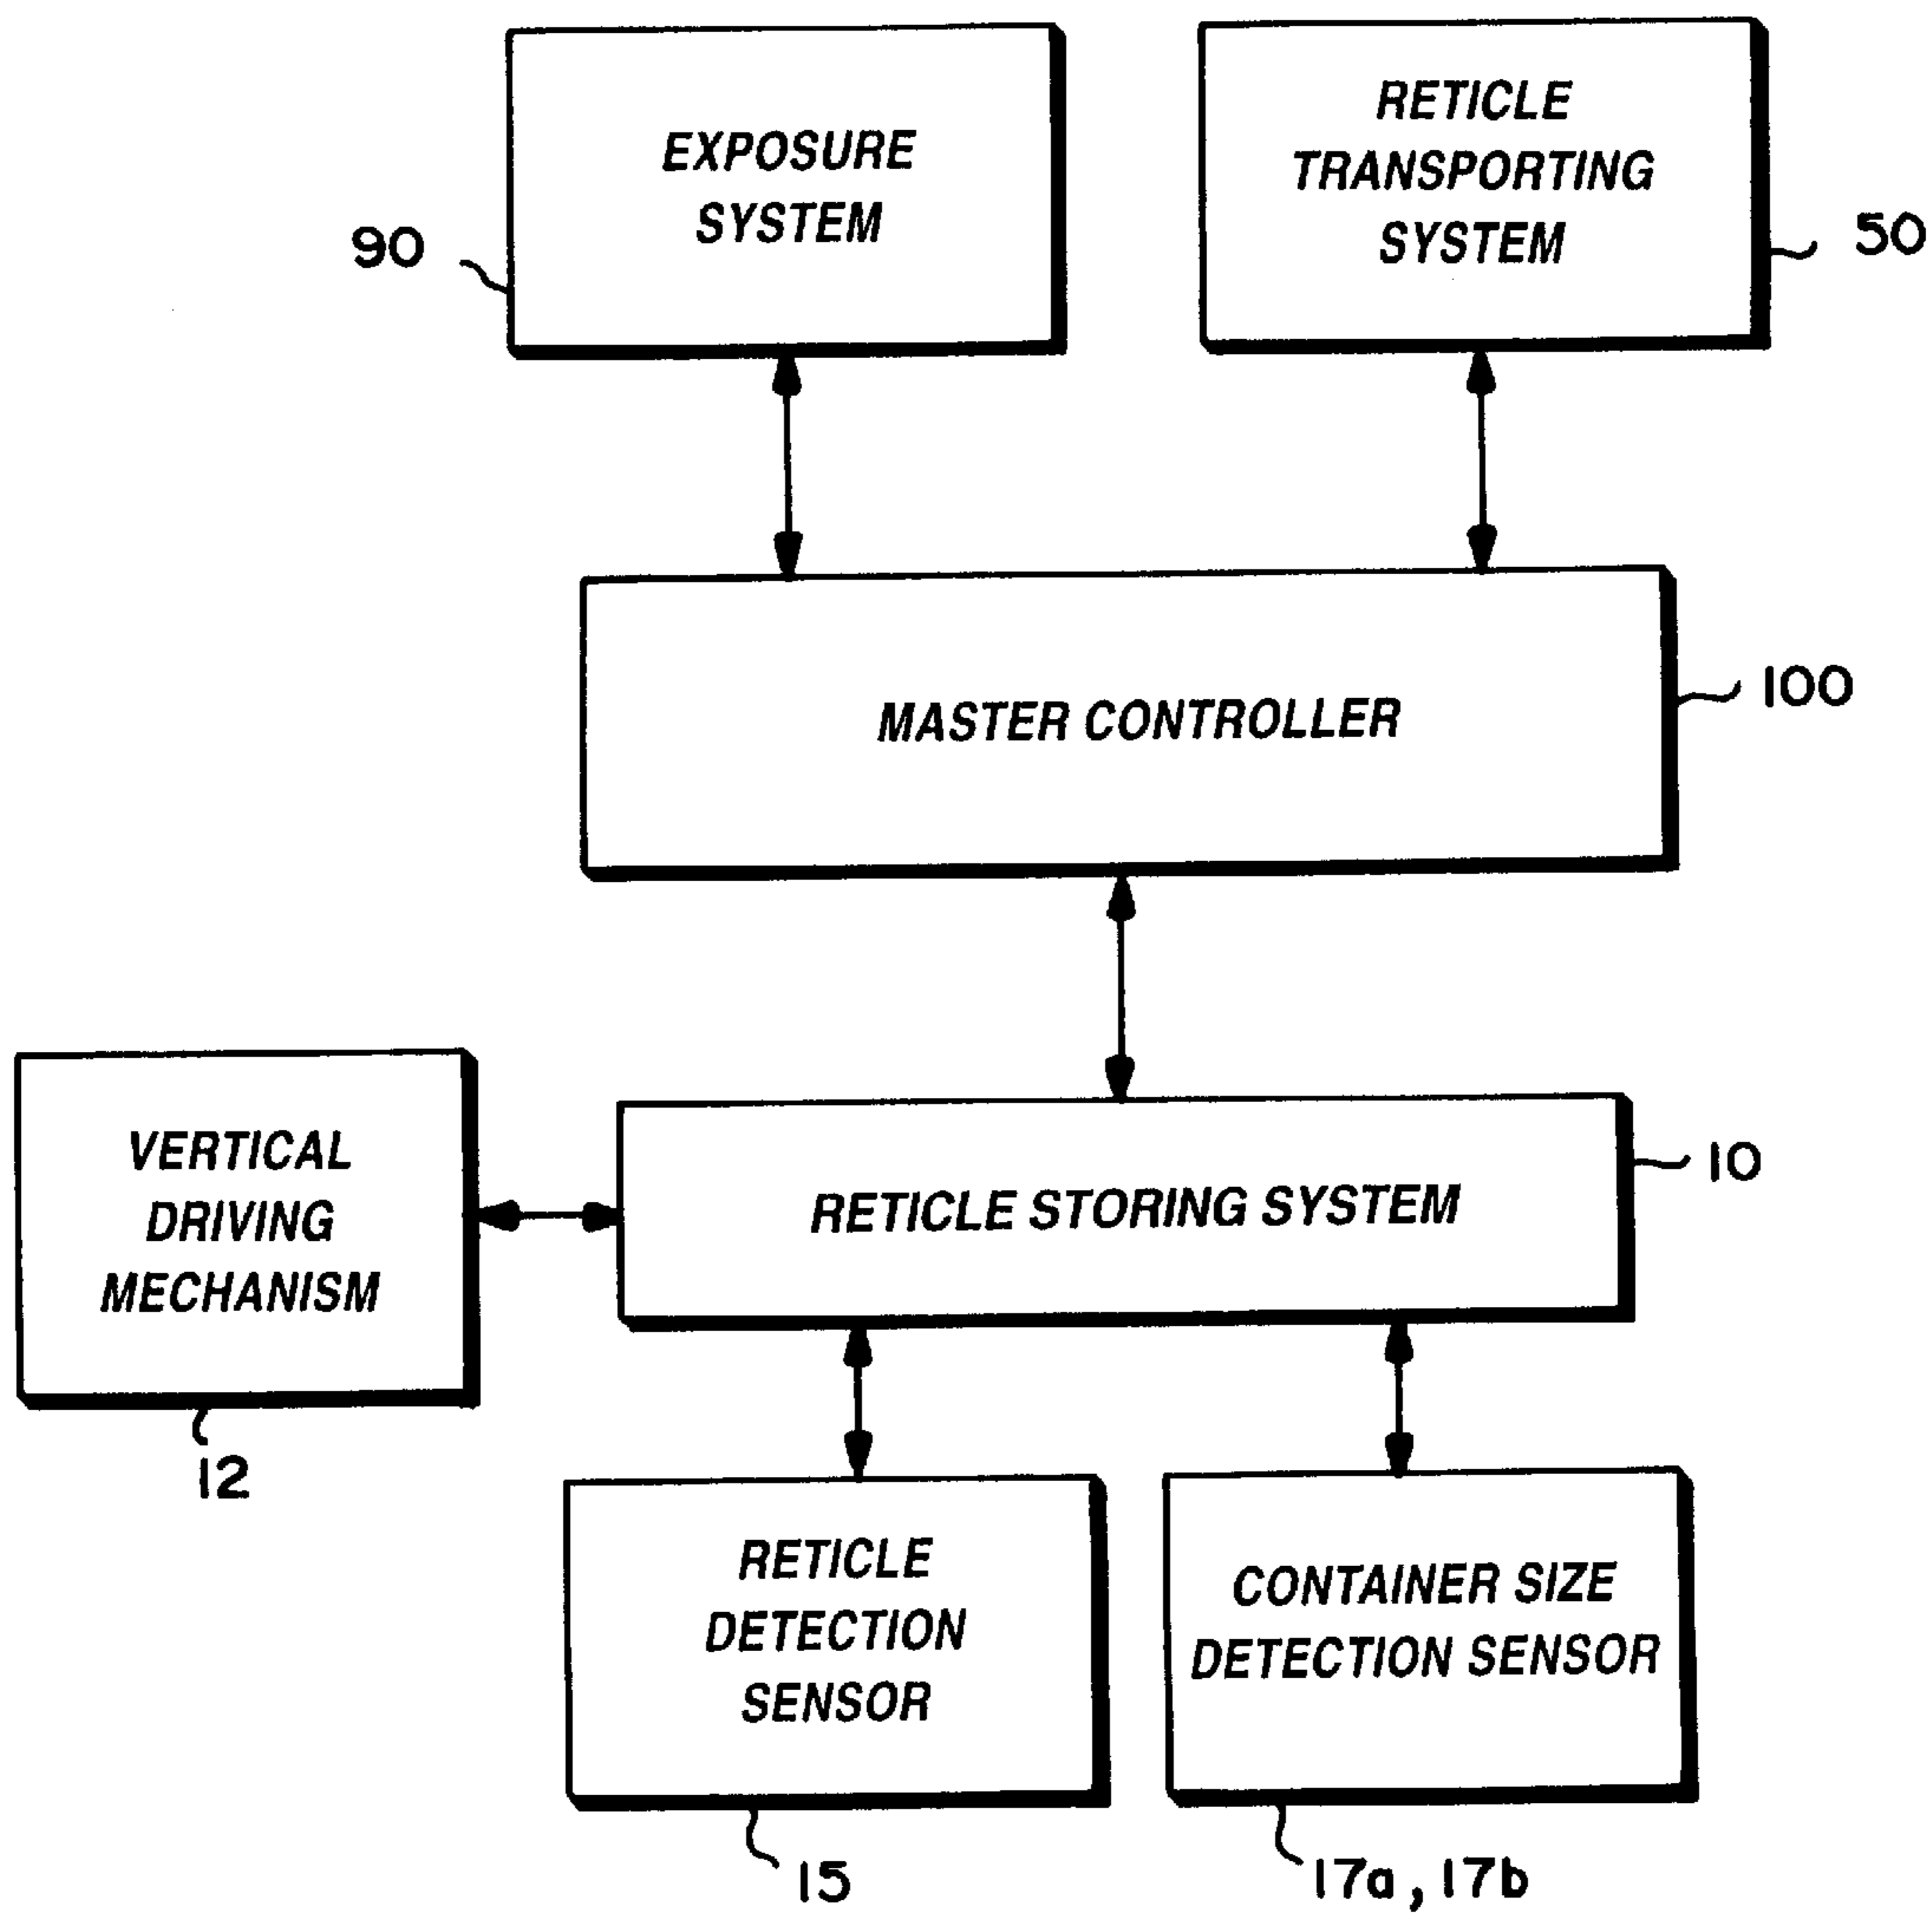 EXPOSURE
SYSTEM
90
RETICLE
TRANSPORTING
SYSTEM
50
MASTER CONTROLLER
100
VERTICAL
DRIVING
MECHANISM
12
RETICLE STORING SYSTEM
10
RETICLE
DETECTION
SENSOR
15
CONTAINER SIZE
DETECTION SENSOR
17a, 17b